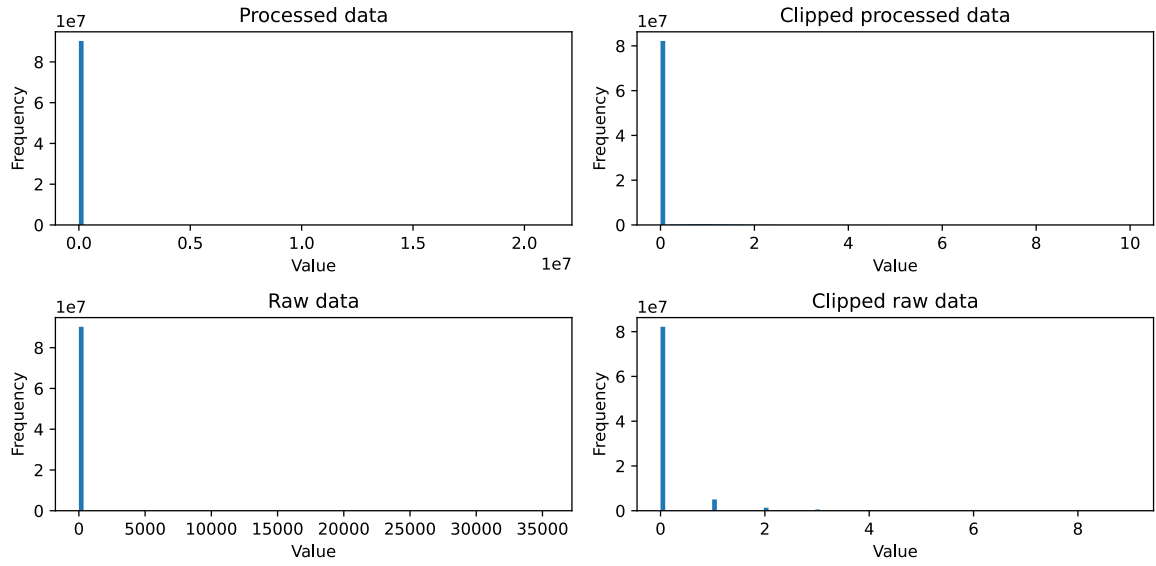 Processed data
1e7
Frequency
8
6
4
2
0
0.0 0.5 1.0 1.5 2.0
Value
1e7
Clipped processed data
1e7
Frequency
8
6
4
2
0
0 2 4 6 8 10
Value
Raw data
1e7
Frequency
8
6
4
2
0
0 5000 10000 15000 20000 25000 30000 35000
Value
Clipped raw data
1e7
Frequency
8
6
4
2
0
0 2 4 6 8
Value